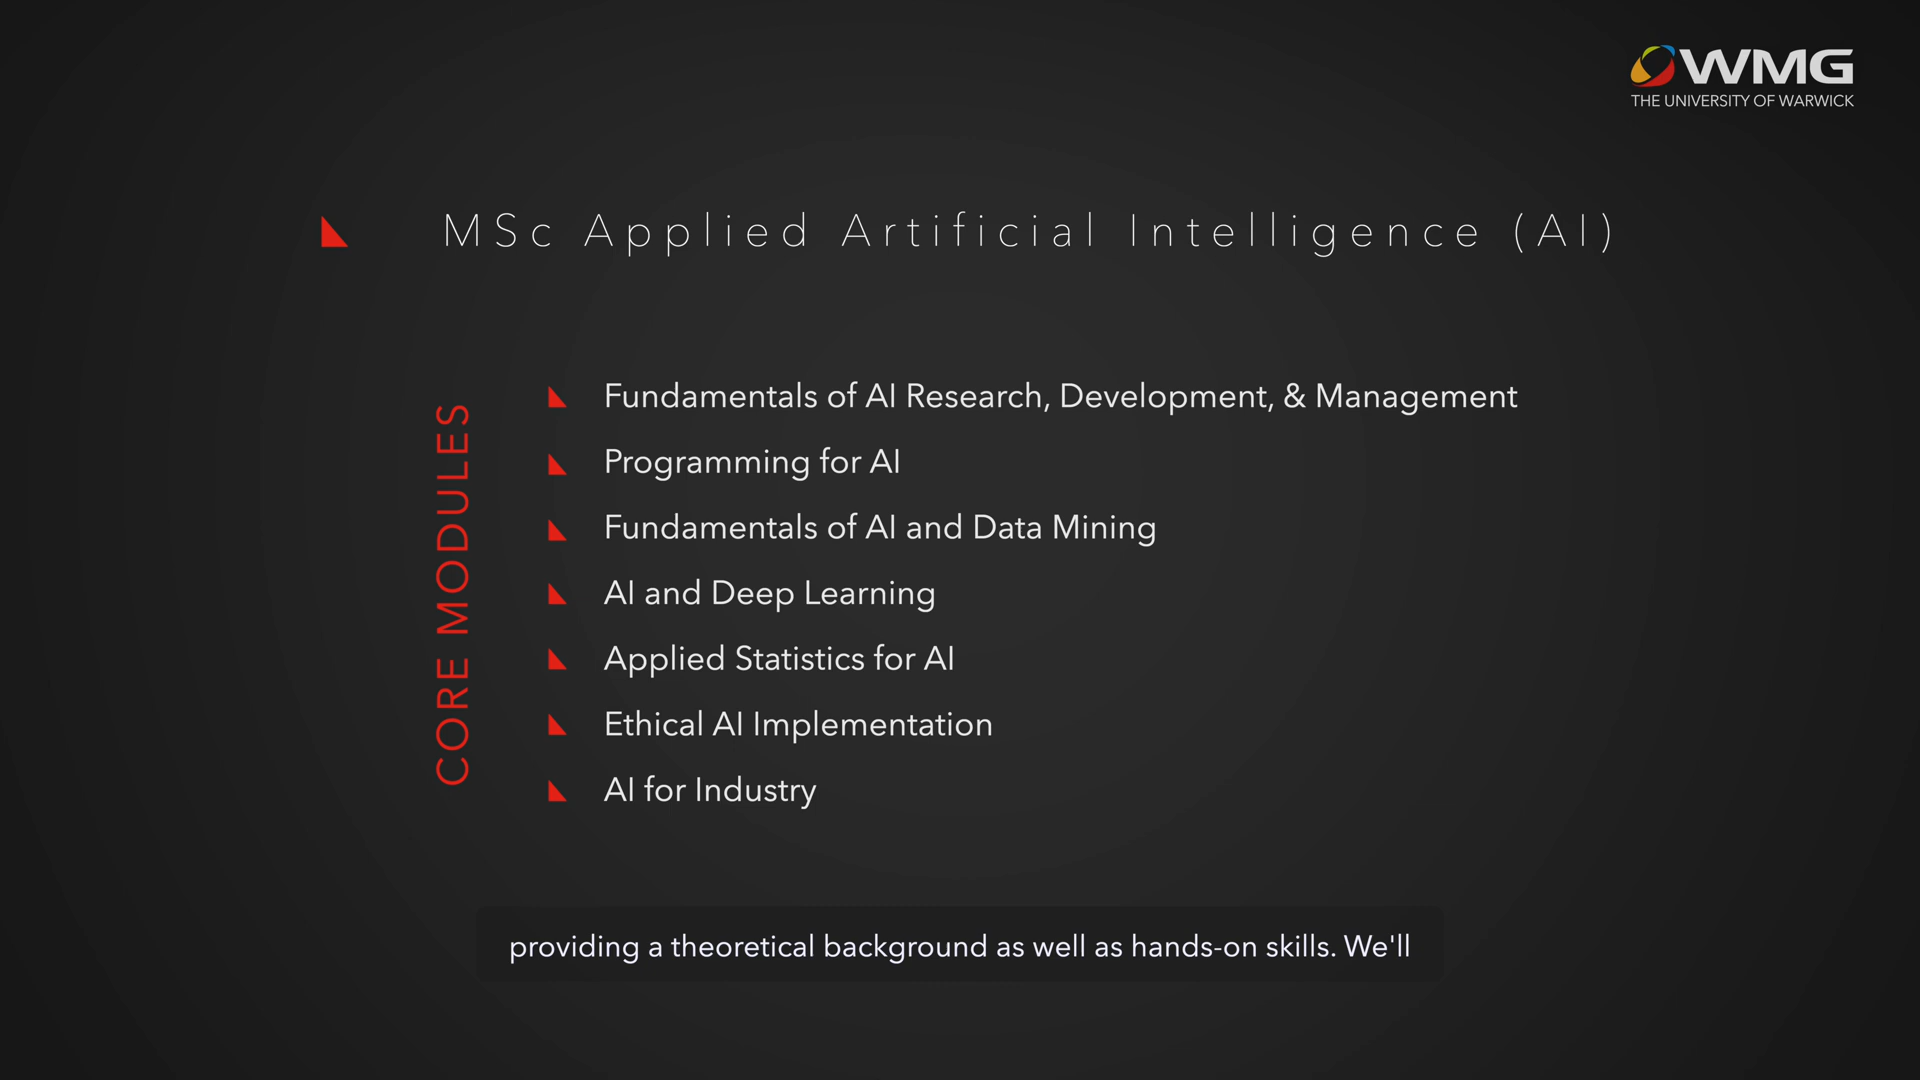 WMG
THE UNIVERSITY OF WARWICK
MSc Applied Artificial Intelligence (AI)
CORE MODULES
Fundamentals of AI Research, Development, & Management
Programming for AI
Fundamentals of AI and Data Mining
AI and Deep Learning
Applied Statistics for AI
Ethical AI Implementation
AI for Industry
providing a theoretical background as well as hands-on skills. We'll